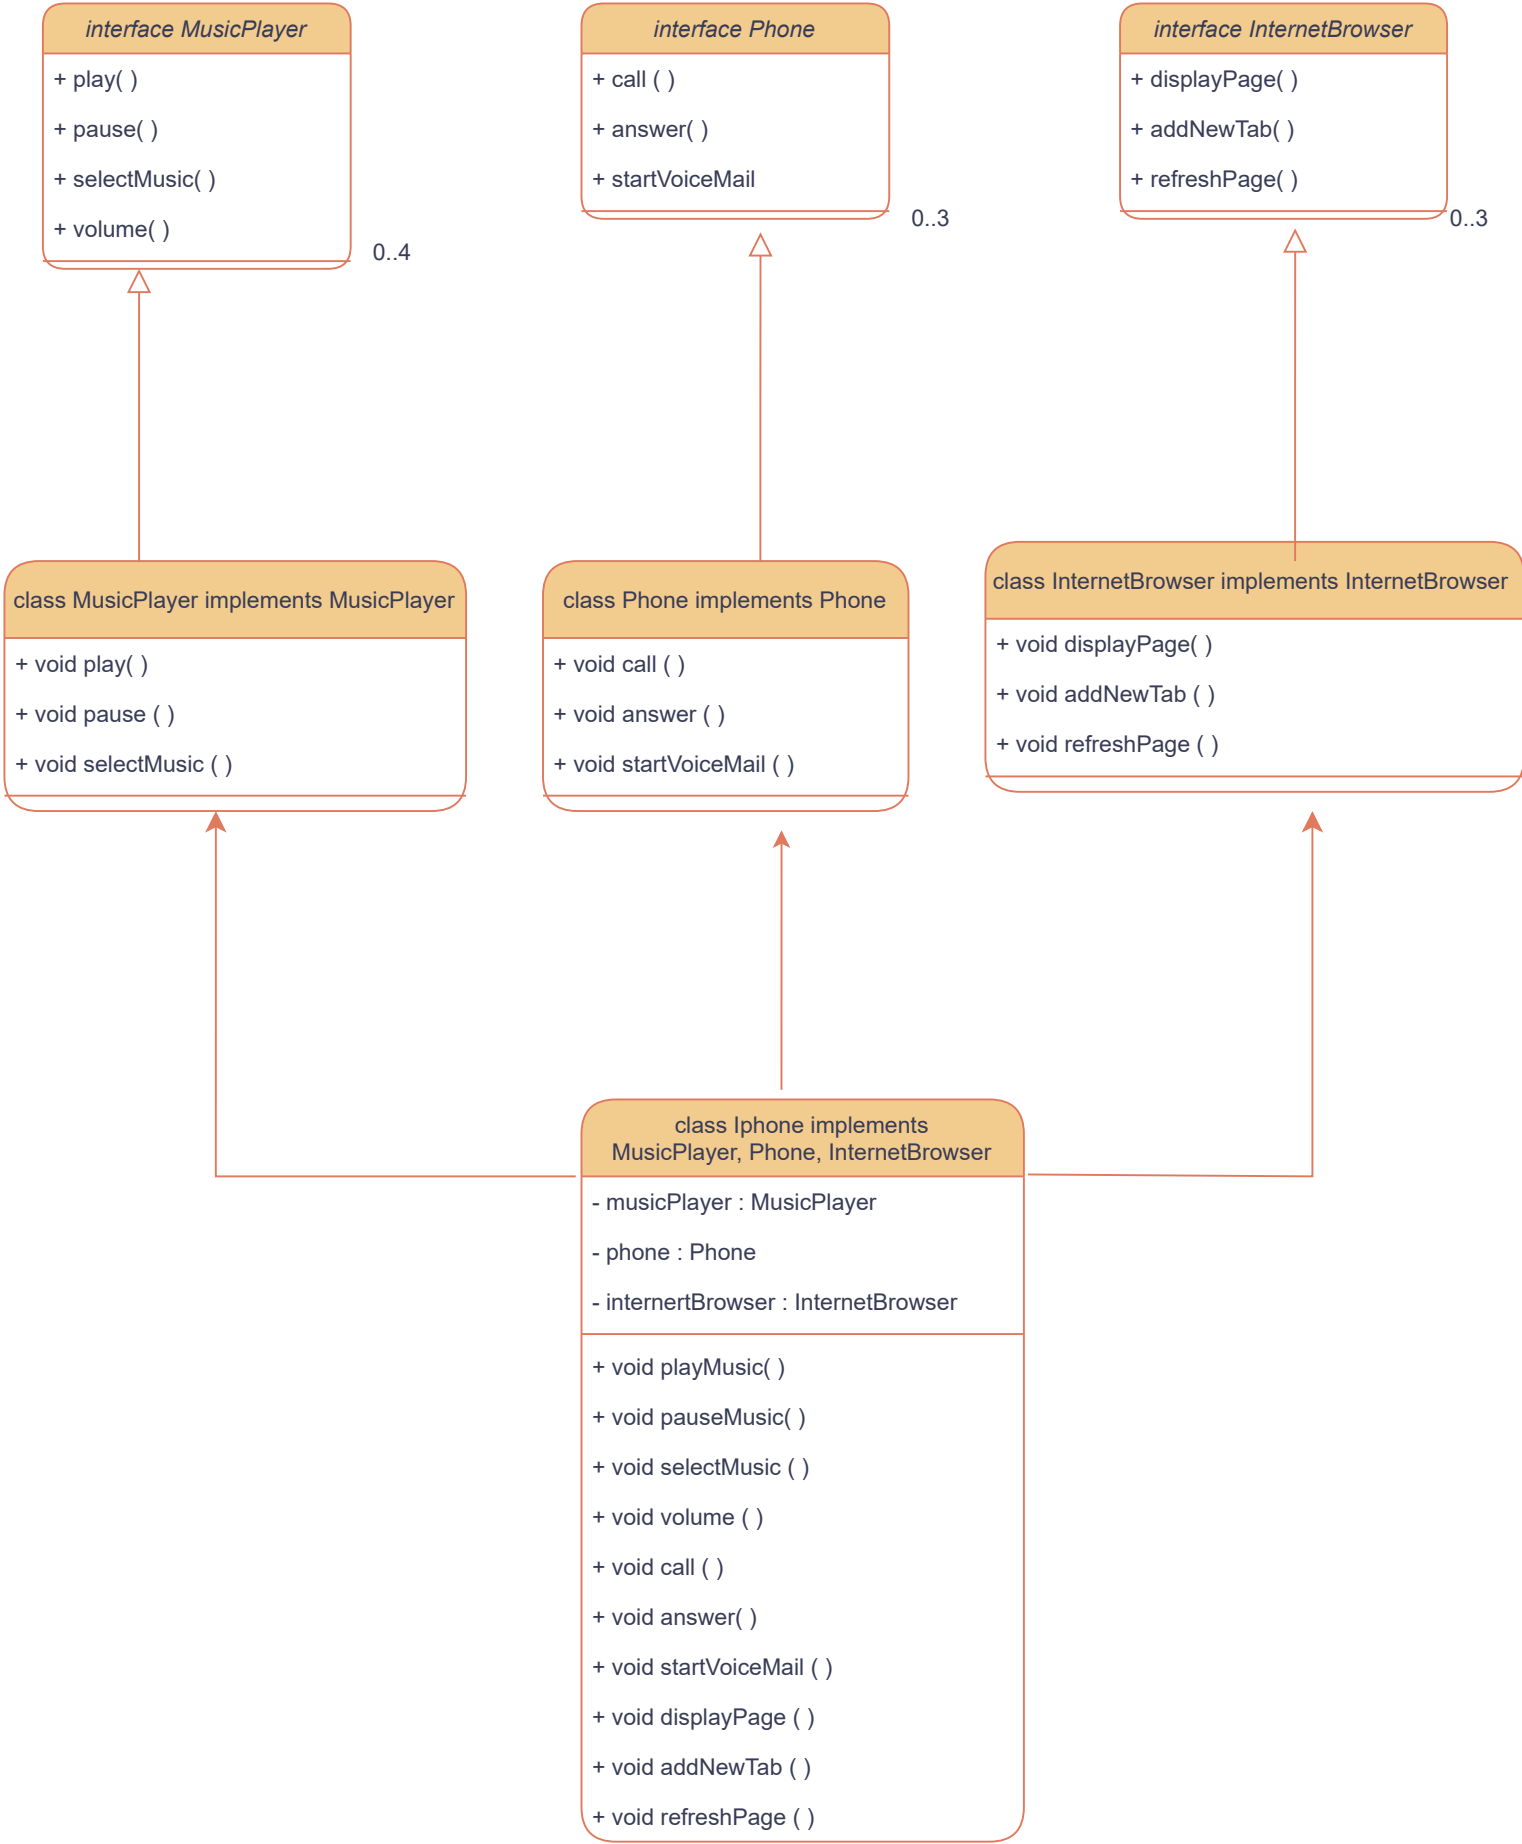 interface MusicPlayer
+ play( )
+ pause( )
+ selectMusic( )
+ volume( )
0..4
interface Phone
+ call ( )
+ answer( )
+ startVoiceMail
0..3
interface InternetBrowser
+ displayPage( )
+ addNewTab( )
+ refreshPage( )
0..3
class MusicPlayer implements MusicPlayer
+ void play( )
+ void pause ( )
+ void selectMusic ( )
class Phone implements Phone
+ void call ( )
+ void answer ( )
+ void startVoiceMail ( )
class InternetBrowser implements InternetBrowser
+ void displayPage( )
+ void addNewTab ( )
+ void refreshPage ( )
class Iphone implements
MusicPlayer, Phone, InternetBrowser
- musicPlayer : MusicPlayer
- phone : Phone
- internertBrowser : InternetBrowser
+ void playMusic( )
+ void pauseMusic( )
+ void selectMusic ( )
+ void volume ( )
+ void call ( )
+ void answer( )
+ void startVoiceMail ( )
+ void displayPage ( )
+ void addNewTab ( )
+ void refreshPage ( )